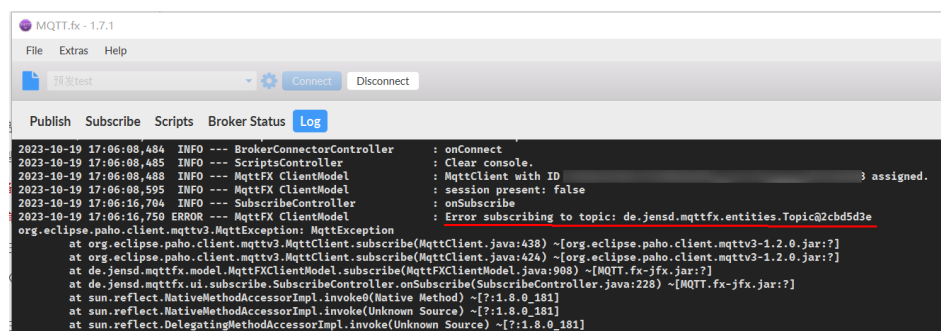 MQTT.fx - 1.7.1
File Extras Help
预发test Connect Disconnect
Publish Subscribe Scripts Broker Status Log
2023-10-19 17:06:08,484 INFO --- BrokerConnectorController : onConnect
2023-10-19 17:06:08,485 INFO --- ScriptsController : Clear console.
2023-10-19 17:06:08,488 INFO --- MqttFX ClientModel : MqttClient with ID assigned.
2023-10-19 17:06:08,595 INFO --- MqttFX ClientModel : session present: false
2023-10-19 17:06:16,704 INFO --- SubscribeController : onSubscribe
2023-10-19 17:06:16,750 ERROR --- MqttFX ClientModel : Error subscribing to topic: de.jensd.mqttfx.entities.Topic@2cbd5d3e
org.eclipse.paho.client.mqttv3.MqttException: MqttException
at org.eclipse.paho.client.mqttv3.MqttClient.subscribe(MqttClient.java:438) ~[org.eclipse.paho.client.mqttv3-1.2.0.jar:?]
at org.eclipse.paho.client.mqttv3.MqttClient.subscribe(MqttClient.java:424) ~[org.eclipse.paho.client.mqttv3-1.2.0.jar:?]
at de.jensd.mqttfx.model.MqttFXClientModel.subscribe(MqttFXClientModel.java:908) ~[MQTT.fx-jfx.jar:?]
at de.jensd.mqttfx.ui.subscribe.SubscribeController.onSubscribe(SubscribeController.java:228) ~[MQTT.fx-jfx.jar:?]
at sun.reflect.NativeMethodAccessorImpl.invoke0(Native Method) ~[?:1.8.0_181]
at sun.reflect.NativeMethodAccessorImpl.invoke(Unknown Source) ~[?:1.8.0_181]
at sun.reflect.DelegatingMethodAccessorImpl.invoke(Unknown Source) ~[?:1.8.0_181]